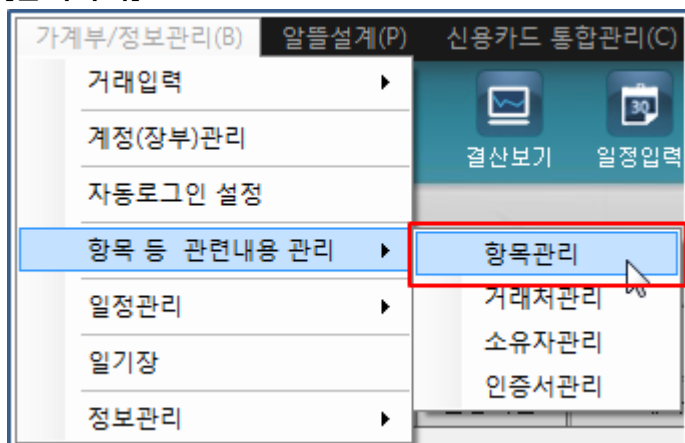 가계부/정보관리(B) 알뜰설계(P) 신용카드 통합관리(C)
거래입력
계정(장부)관리
자동로그인 설정
항목 등 관련내용 관리
일정관리
일기장
정보관리
결산보기 일정입력
30
항목관리
거래처관리
소유자관리
인증서관리